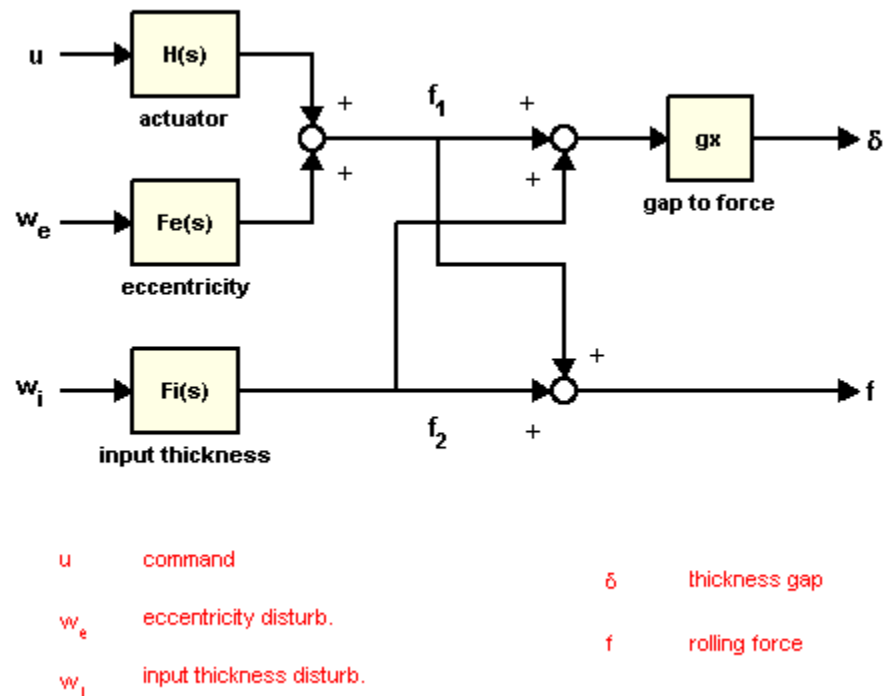 u
H(s)
actuator
+
f1
+
+
+
gx
δ
gap to force
we
Fe(s)
eccentricity
+
wi
Fi(s)
f
input thickness
f2
+
u command
δ thickness gap
we eccentricity disturb.
f rolling force
wi input thickness disturb.